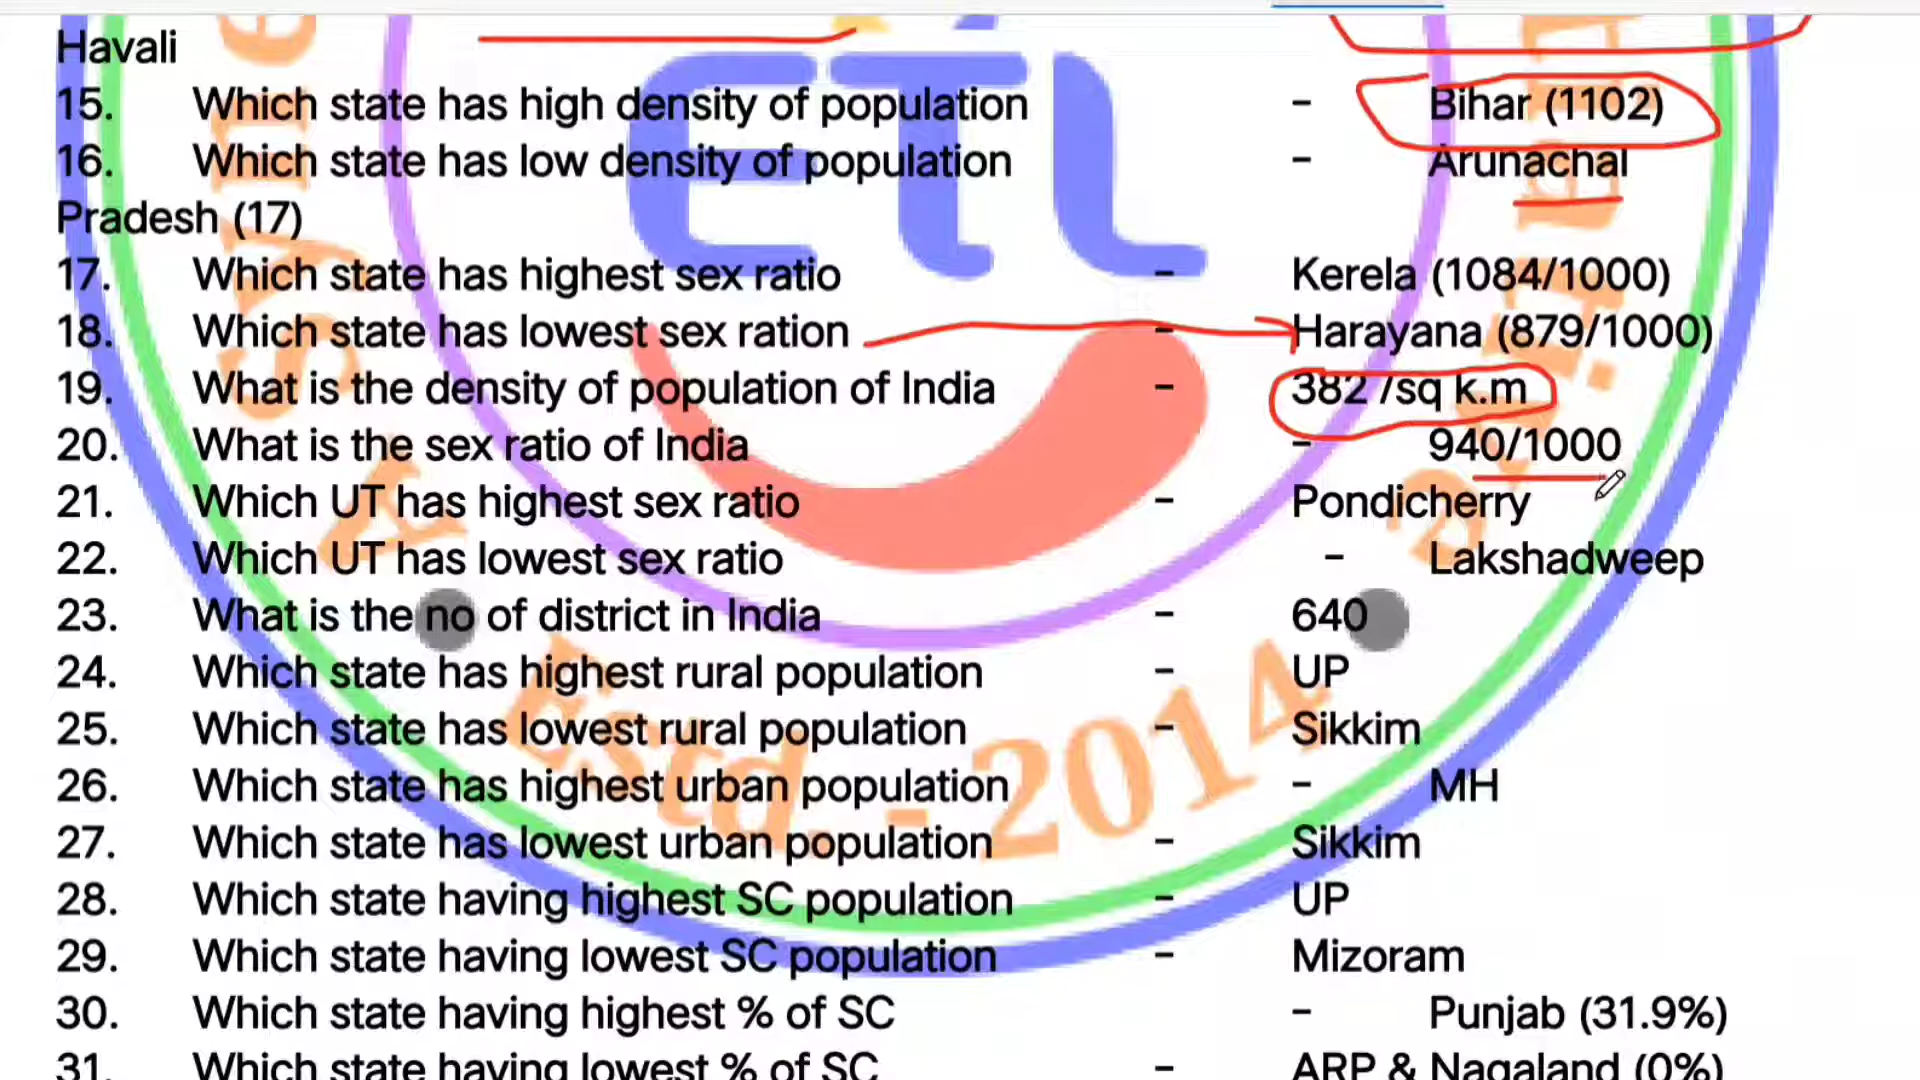 Havali
15. Which state has high density of population - Bihar (1102)
16. Which state has low density of population - Arunachal
Pradesh (17)
17. Which state has highest sex ratio - Kerela (1084/1000)
18. Which state has lowest sex ration - Harayana (879/1000)
19. What is the density of population of India - 382 /sq k.m
20. What is the sex ratio of India - 940/1000
21. Which UT has highest sex ratio - Pondicherry
22. Which UT has lowest sex ratio - Lakshadweep
23. What is the no of district in India - 640
24. Which state has highest rural population - UP
25. Which state has lowest rural population - Sikkim
26. Which state has highest urban population - MH
27. Which state has lowest urban population - Sikkim
28. Which state having highest SC population - UP
29. Which state having lowest SC population - Mizoram
30. Which state having highest % of SC - Punjab (31.9%)
31. Which state having lowest % of SC - ARP & Nagaland (0%)
ETL
Estd. - 2014